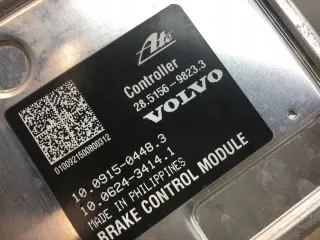 Ate
Controller
28.5156-9823.3
VOLVO
0100921500800312
10.0915-0448.3
10.0624-3414.1
MADE IN PHILIPPINES
BRAKE CONTROL MODULE